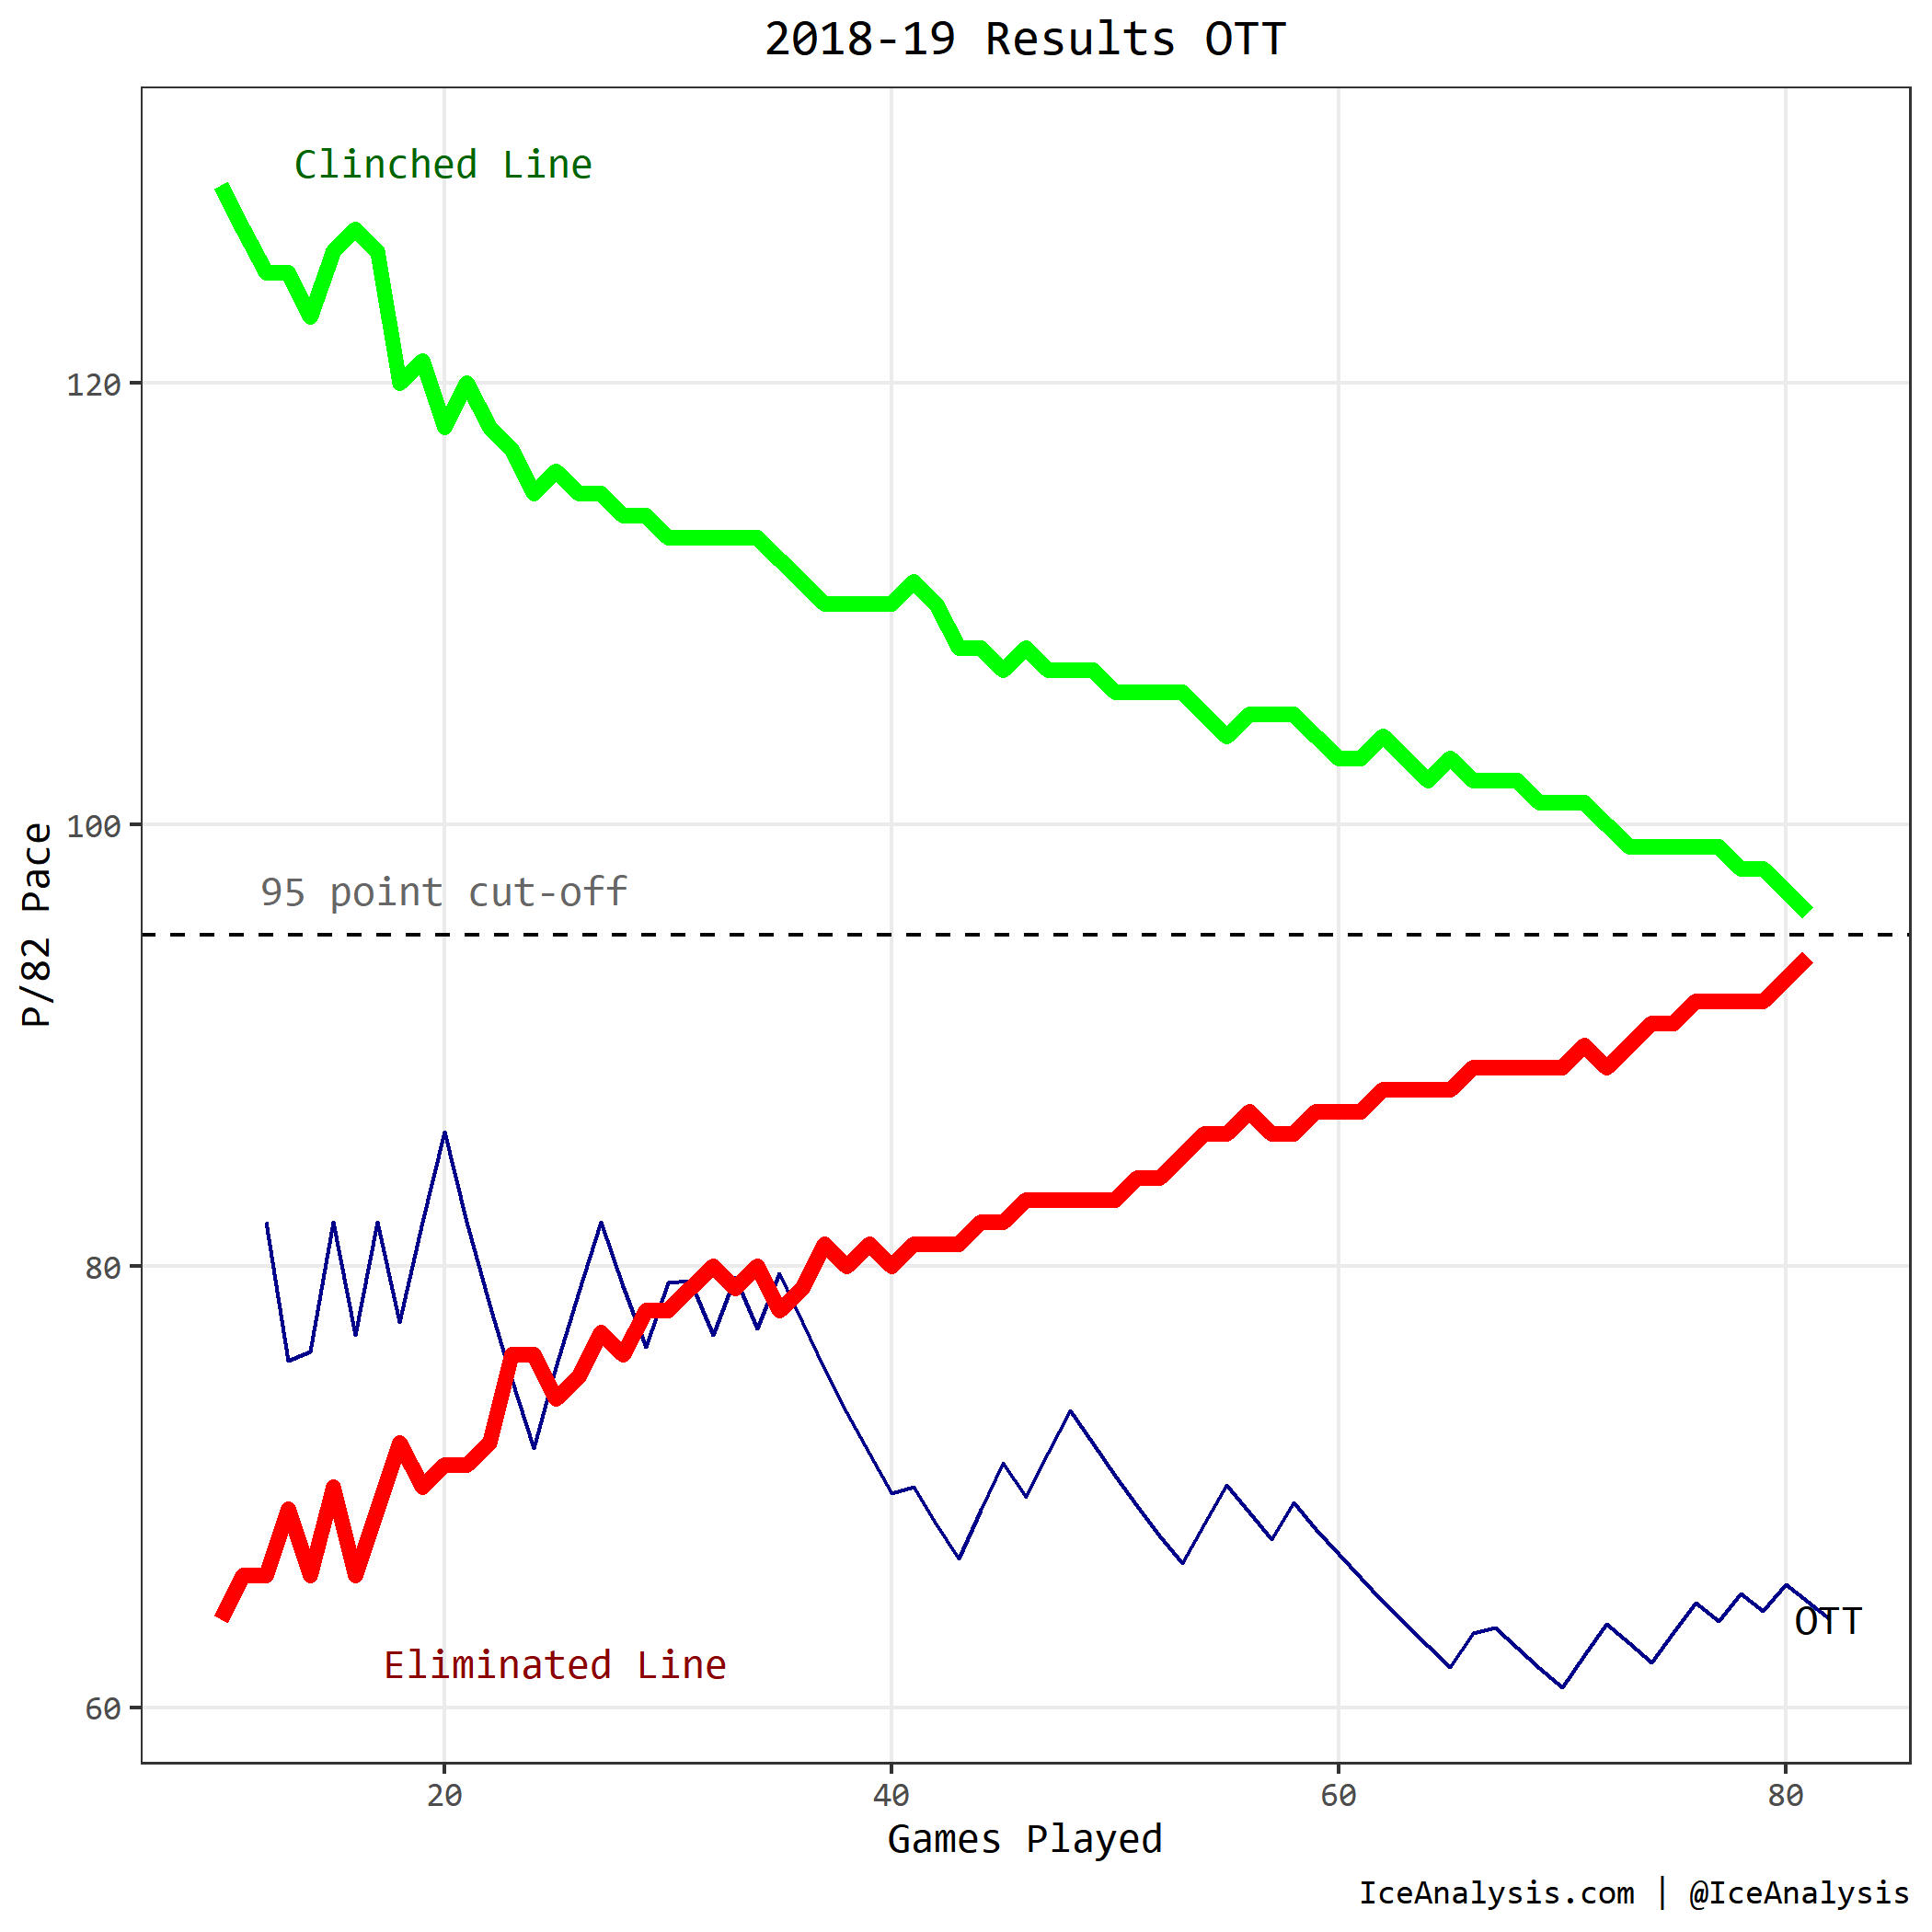 2018-19 Results OTT
Clinched Line
120
100
95 point cut-off
P/82 Pace
80
OTT
Eliminated Line
60
20 40 60 80
Games Played
IceAnalysis.com | @IceAnalysis